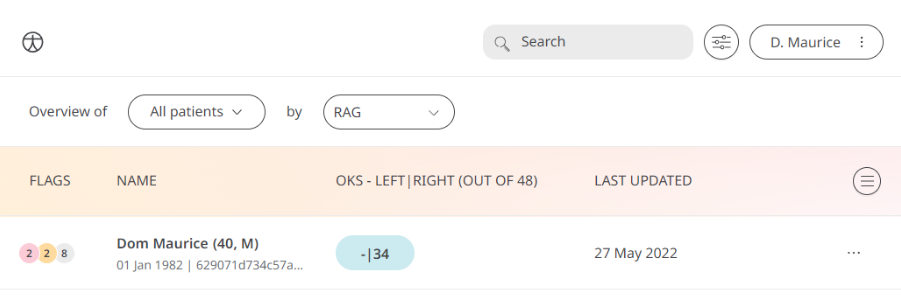 Search
D. Maurice
Overview of All patients by RAG
FLAGS NAME OKS - LEFT|RIGHT (OUT OF 48) LAST UPDATED
2 2 8 Dom Maurice (40, M) -|34 27 May 2022 ...
01 Jan 1982 | 629071d734c57a...